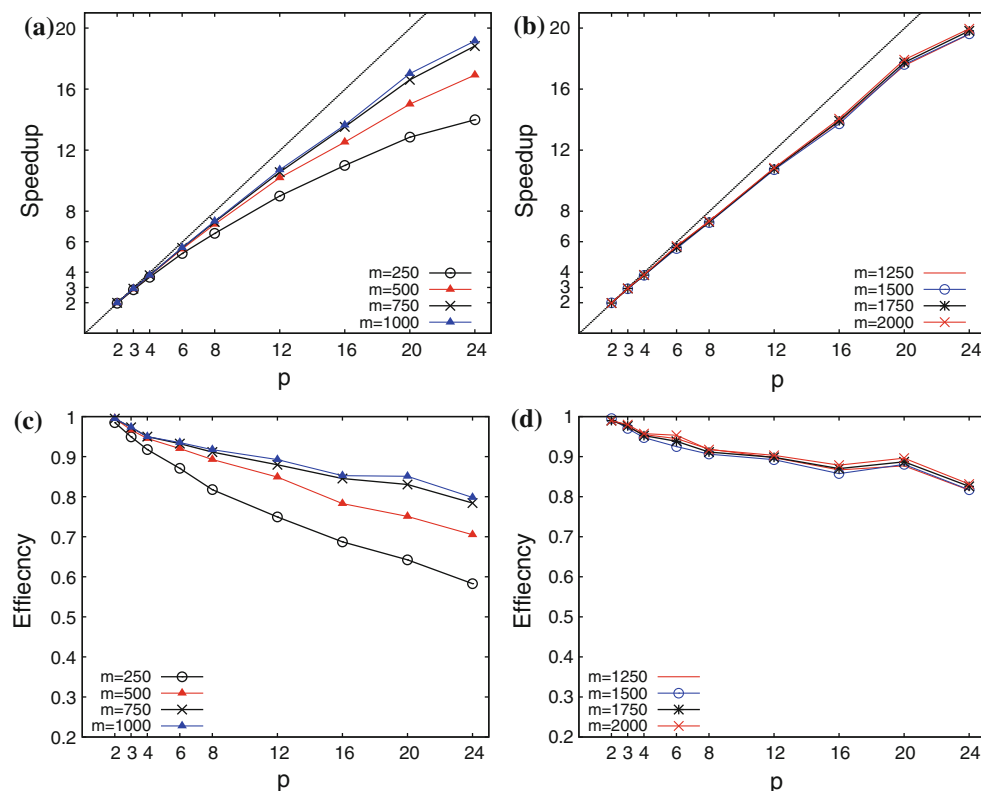 (a)
20
16
12
8
6
4
3
2
Speedup
m=250
m=500
m=750
m=1000
2 3 4 6 8 12 16 20 24
p
(b)
20
16
12
8
6
4
3
2
Speedup
m=1250
m=1500
m=1750
m=2000
2 3 4 6 8 12 16 20 24
p
(c)
1
0.9
0.8
0.7
0.6
0.5
0.4
0.3
0.2
Effiecncy
m=250
m=500
m=750
m=1000
2 3 4 6 8 12 16 20 24
p
(d)
1
0.9
0.8
0.7
0.6
0.5
0.4
0.3
0.2
Effiecncy
m=1250
m=1500
m=1750
m=2000
2 3 4 6 8 12 16 20 24
p